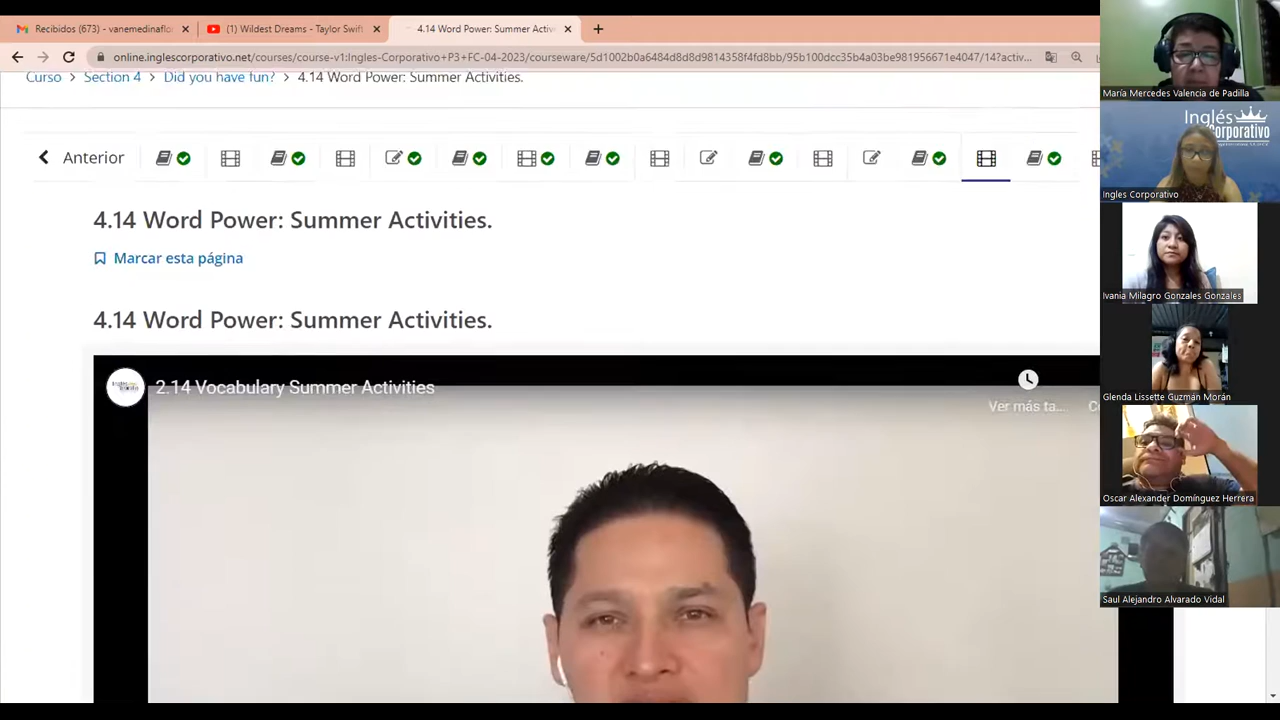 Recibidos (673) - vanemedinaflo
(1) Wildest Dreams - Taylor Swif
4.14 Word Power: Summer Activi
online.inglescorporativo.net/courses/course-v1:Ingles-Corporativo+P3+FC-04-2023/courseware/5d1002b0a6484d8d8d9814358f4fd8bb/95b100dcc35b4a03be981956671e4047/14?activ...
Curso > Section 4 > Did you have fun? > 4.14 Word Power: Summer Activities.
Anterior
4.14 Word Power: Summer Activities.
Marcar esta página
4.14 Word Power: Summer Activities.
2.14 Vocabulary Summer Activities
Ver más ta...
María Mercedes Valencia de Padilla
Inglés
Corporativo
Ingles Corporativo
Ivania Milagro Gonzales Gonzales
Glenda Lissette Guzmán Morán
Oscar Alexander Domínguez Herrera
Saul Alejandro Alvarado Vidal